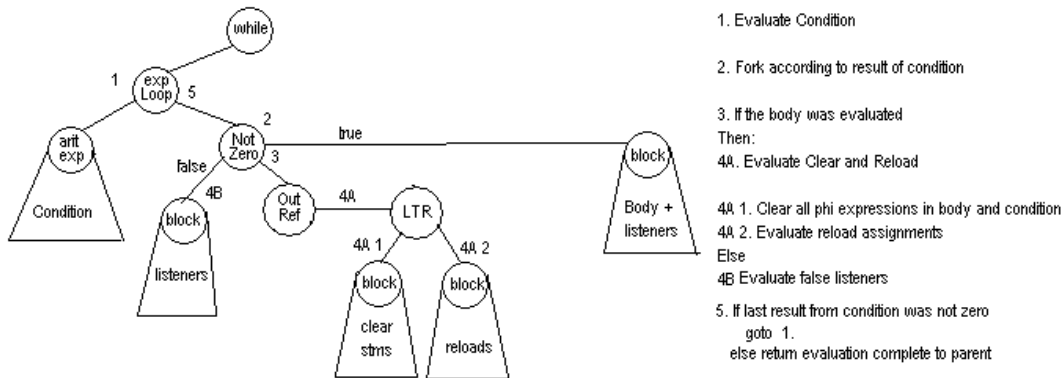 while
1. Evaluate Condition
2. Fork according to result of condition
3. If the body was evaluated
Then:
4A. Evaluate Clear and Reload
4A 1. Clear all phi expressions in body and condition
4A 2. Evaluate reload assignments
Else
4B Evaluate false listeners
5. If last result from condition was not zero
goto 1.
else return evaluation complete to parent
1
exp
Loop
5
2
true
arit
exp
Not
Zero
3
false
block
4B
Out
Ref
4A
LTR
Condition
block
Body +
listeners
listeners
4A 1
4A 2
block
block
clear
stms
reloads